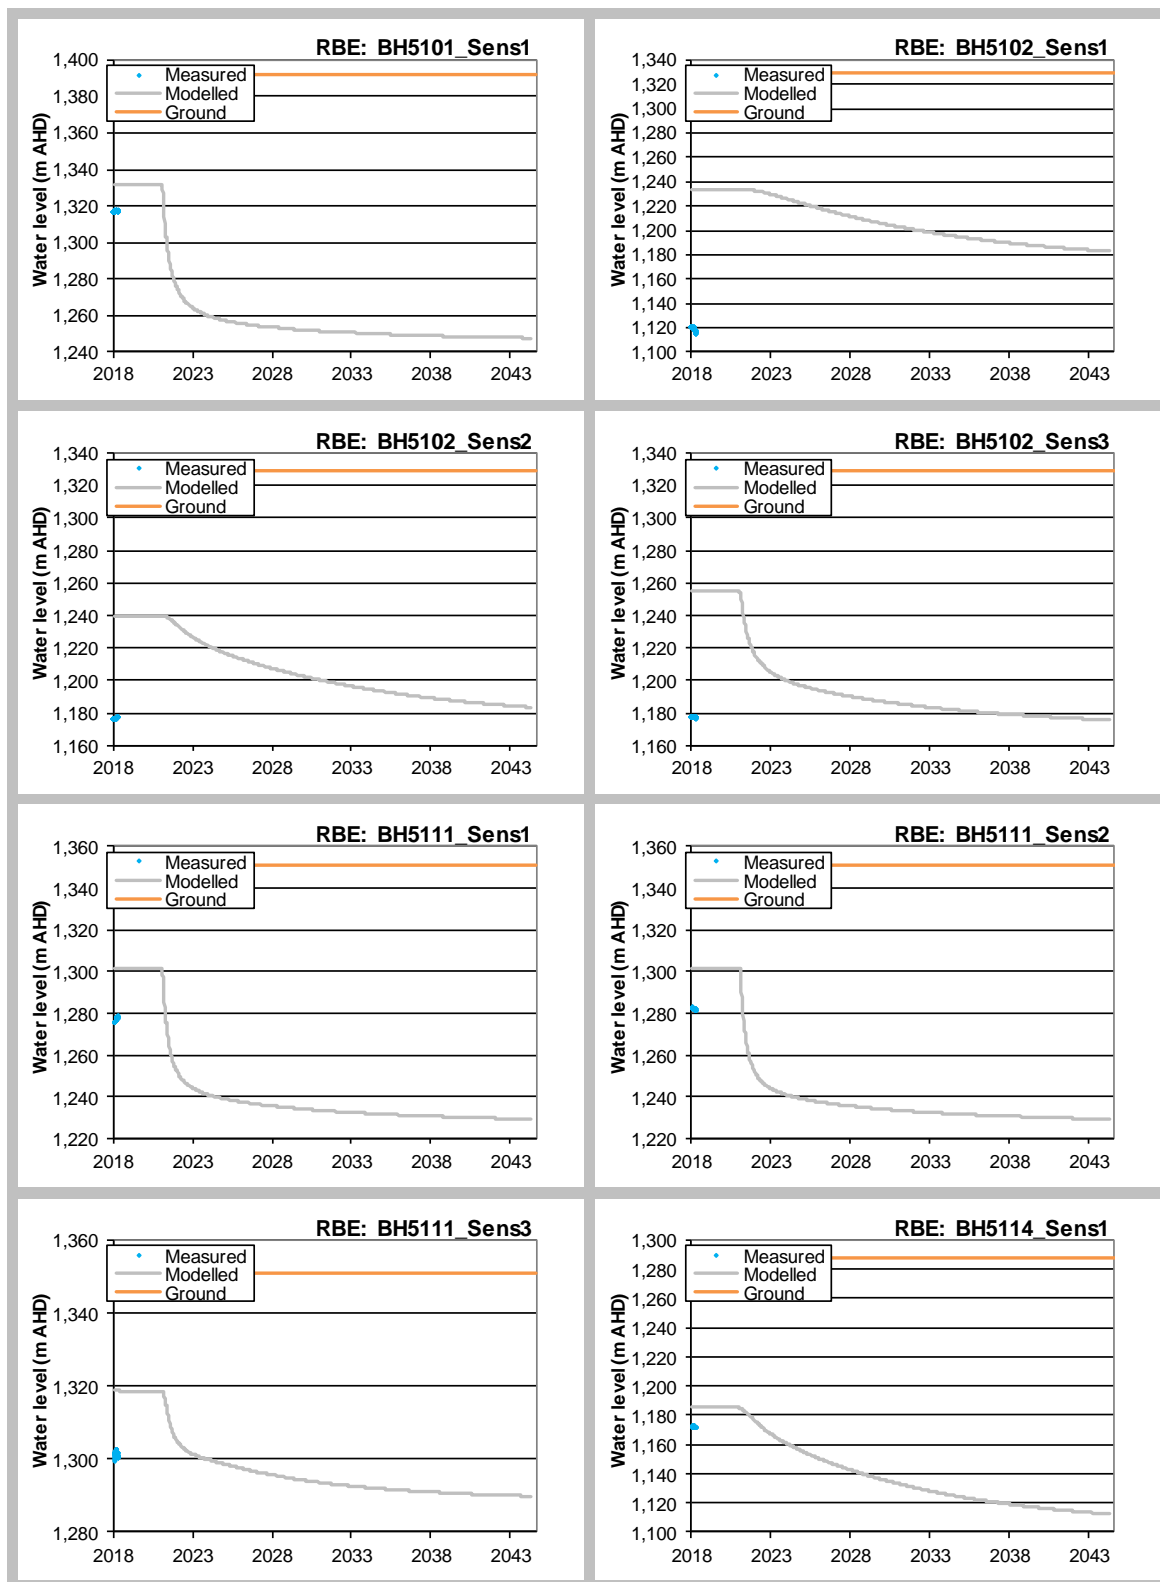 RBE: BH5101_Sens1
Water level (m AHD)
1,400
1,380
1,360
1,340
1,320
1,300
1,280
1,260
1,240
Measured
Modelled
Ground
2018 2023 2028 2033 2038 2043
RBE: BH5102_Sens1
Water level (m AHD)
1,340
1,320
1,300
1,280
1,260
1,240
1,220
1,200
1,180
1,160
1,140
1,120
1,100
Measured
Modelled
Ground
2018 2023 2028 2033 2038 2043
RBE: BH5102_Sens2
Water level (m AHD)
1,340
1,320
1,300
1,280
1,260
1,240
1,220
1,200
1,180
1,160
Measured
Modelled
Ground
2018 2023 2028 2033 2038 2043
RBE: BH5102_Sens3
Water level (m AHD)
1,340
1,320
1,300
1,280
1,260
1,240
1,220
1,200
1,180
1,160
Measured
Modelled
Ground
2018 2023 2028 2033 2038 2043
RBE: BH5111_Sens1
Water level (m AHD)
1,360
1,340
1,320
1,300
1,280
1,260
1,240
1,220
Measured
Modelled
Ground
2018 2023 2028 2033 2038 2043
RBE: BH5111_Sens2
Water level (m AHD)
1,360
1,340
1,320
1,300
1,280
1,260
1,240
1,220
Measured
Modelled
Ground
2018 2023 2028 2033 2038 2043
RBE: BH5111_Sens3
Water level (m AHD)
1,360
1,340
1,320
1,300
1,280
Measured
Modelled
Ground
2018 2023 2028 2033 2038 2043
RBE: BH5114_Sens1
Water level (m AHD)
1,300
1,280
1,260
1,240
1,220
1,200
1,180
1,160
1,140
1,120
1,100
Measured
Modelled
Ground
2018 2023 2028 2033 2038 2043